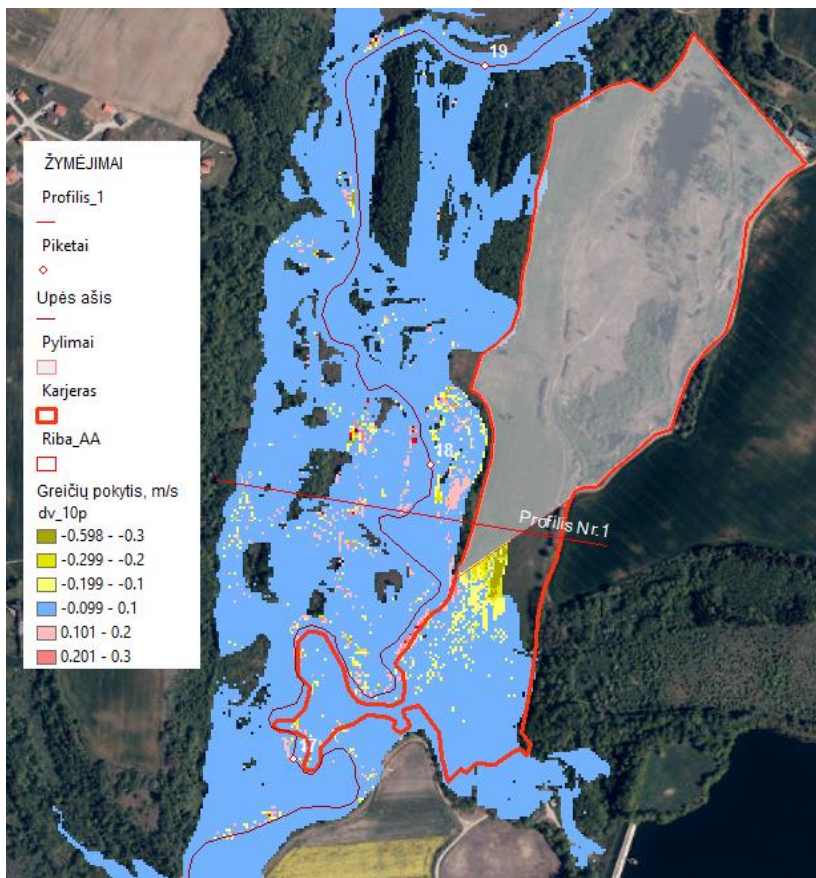 19
ŽYMĖJIMAI
Profilis_1
Piketai
Upės ašis
Pylimai
Karjeras
Riba_AA
Greičių pokytis, m/s
dv_10p
-0.598 - -0.3
-0.299 - -0.2
-0.199 - -0.1
-0.099 - 0.1
0.101 - 0.2
0.201 - 0.3
18
Profilis Nr.1
17